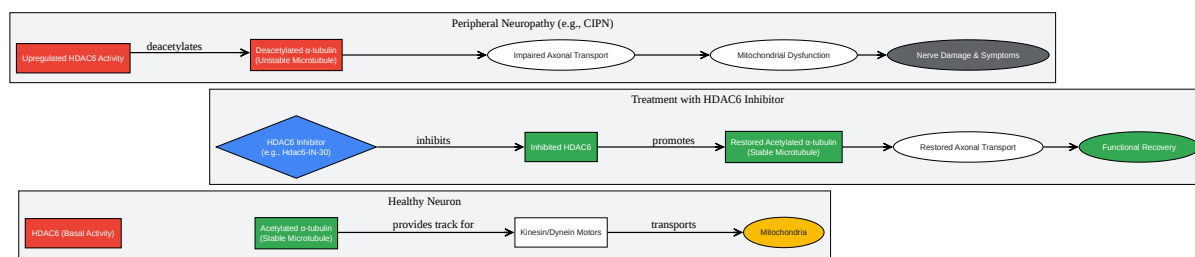 Peripheral Neuropathy (e.g., CIPN)
Upregulated HDAC6 Activity
deacetylates
Deacetylated α-tubulin
(Unstable Microtubule)
Impaired Axonal Transport
Mitochondrial Dysfunction
Nerve Damage & Symptoms
Treatment with HDAC6 Inhibitor
HDAC6 Inhibitor
(e.g., Hdac6-IN-30)
inhibits
Inhibited HDAC6
promotes
Restored Acetylated α-tubulin
(Stable Microtubule)
Restored Axonal Transport
Functional Recovery
Healthy Neuron
HDAC6 (Basal Activity)
Acetylated α-tubulin
(Stable Microtubule)
provides track for
Kinesin/Dynein Motors
transports
Mitochondria